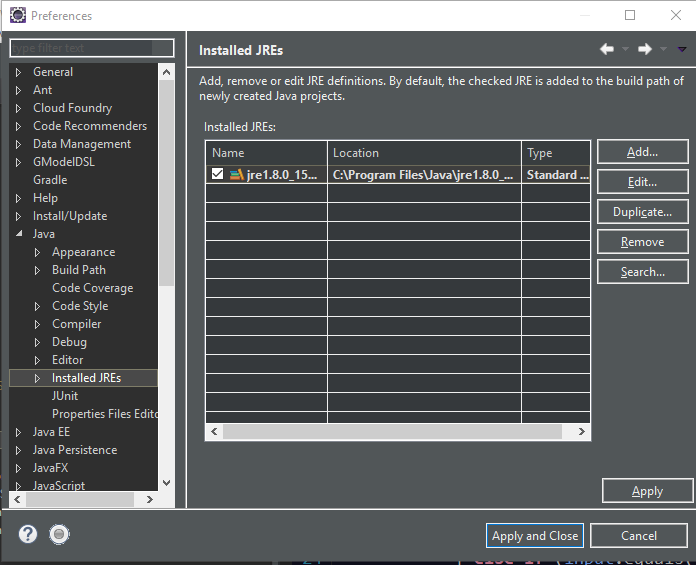 Preferences
type filter text
General
Ant
Cloud Foundry
Code Recommenders
Data Management
GModelDSL
Gradle
Help
Install/Update
Java
Appearance
Build Path
Code Coverage
Code Style
Compiler
Debug
Editor
Installed JREs
JUnit
Properties Files Edito
Java EE
Java Persistence
JavaFX
JavaScript
Installed JREs
Add, remove or edit JRE definitions. By default, the checked JRE is added to the build path of
newly created Java projects.
Installed JREs:
Name Location Type
jre1.8.0_15... C:\Program Files\Java\jre1.8.0_... Standard ...
Add...
Edit...
Duplicate...
Remove
Search...
Apply
Apply and Close
Cancel